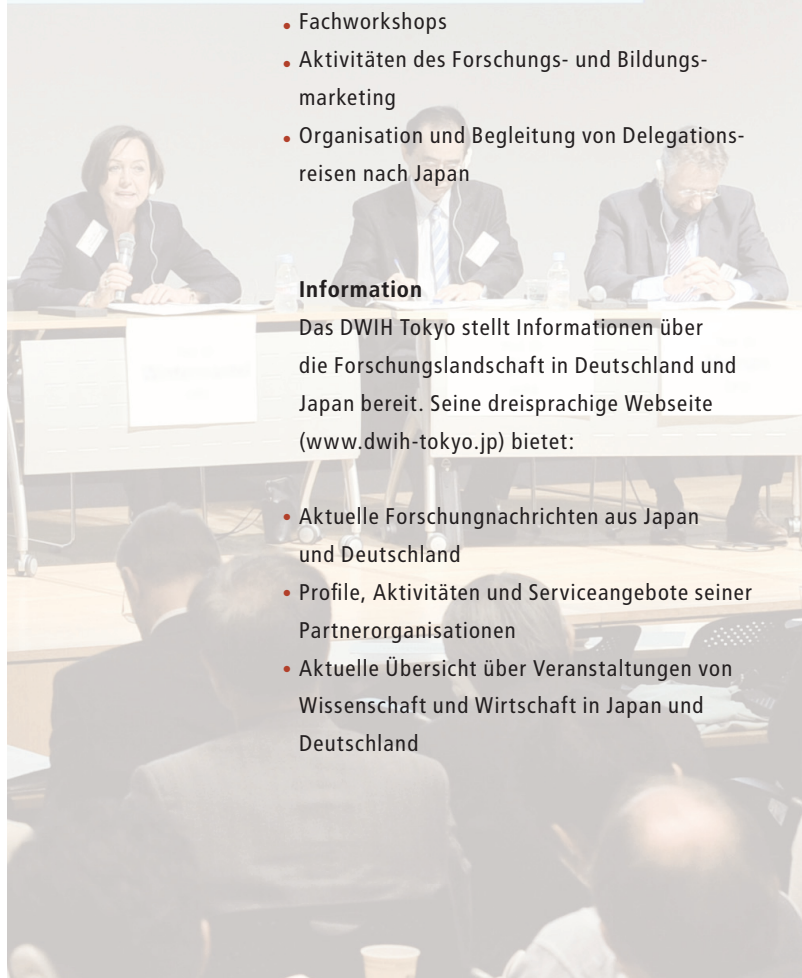 • Fachworkshops
• Aktivitäten des Forschungs- und Bildungs-
marketing
• Organisation und Begleitung von Delegations-
reisen nach Japan
Information
Das DWIH Tokyo stellt Informationen über
die Forschungslandschaft in Deutschland und
Japan bereit. Seine dreisprachige Webseite
(www.dwih-tokyo.jp) bietet:
• Aktuelle Forschungnachrichten aus Japan
und Deutschland
• Profile, Aktivitäten und Serviceangebote seiner
Partnerorganisationen
• Aktuelle Übersicht über Veranstaltungen von
Wissenschaft und Wirtschaft in Japan und
Deutschland